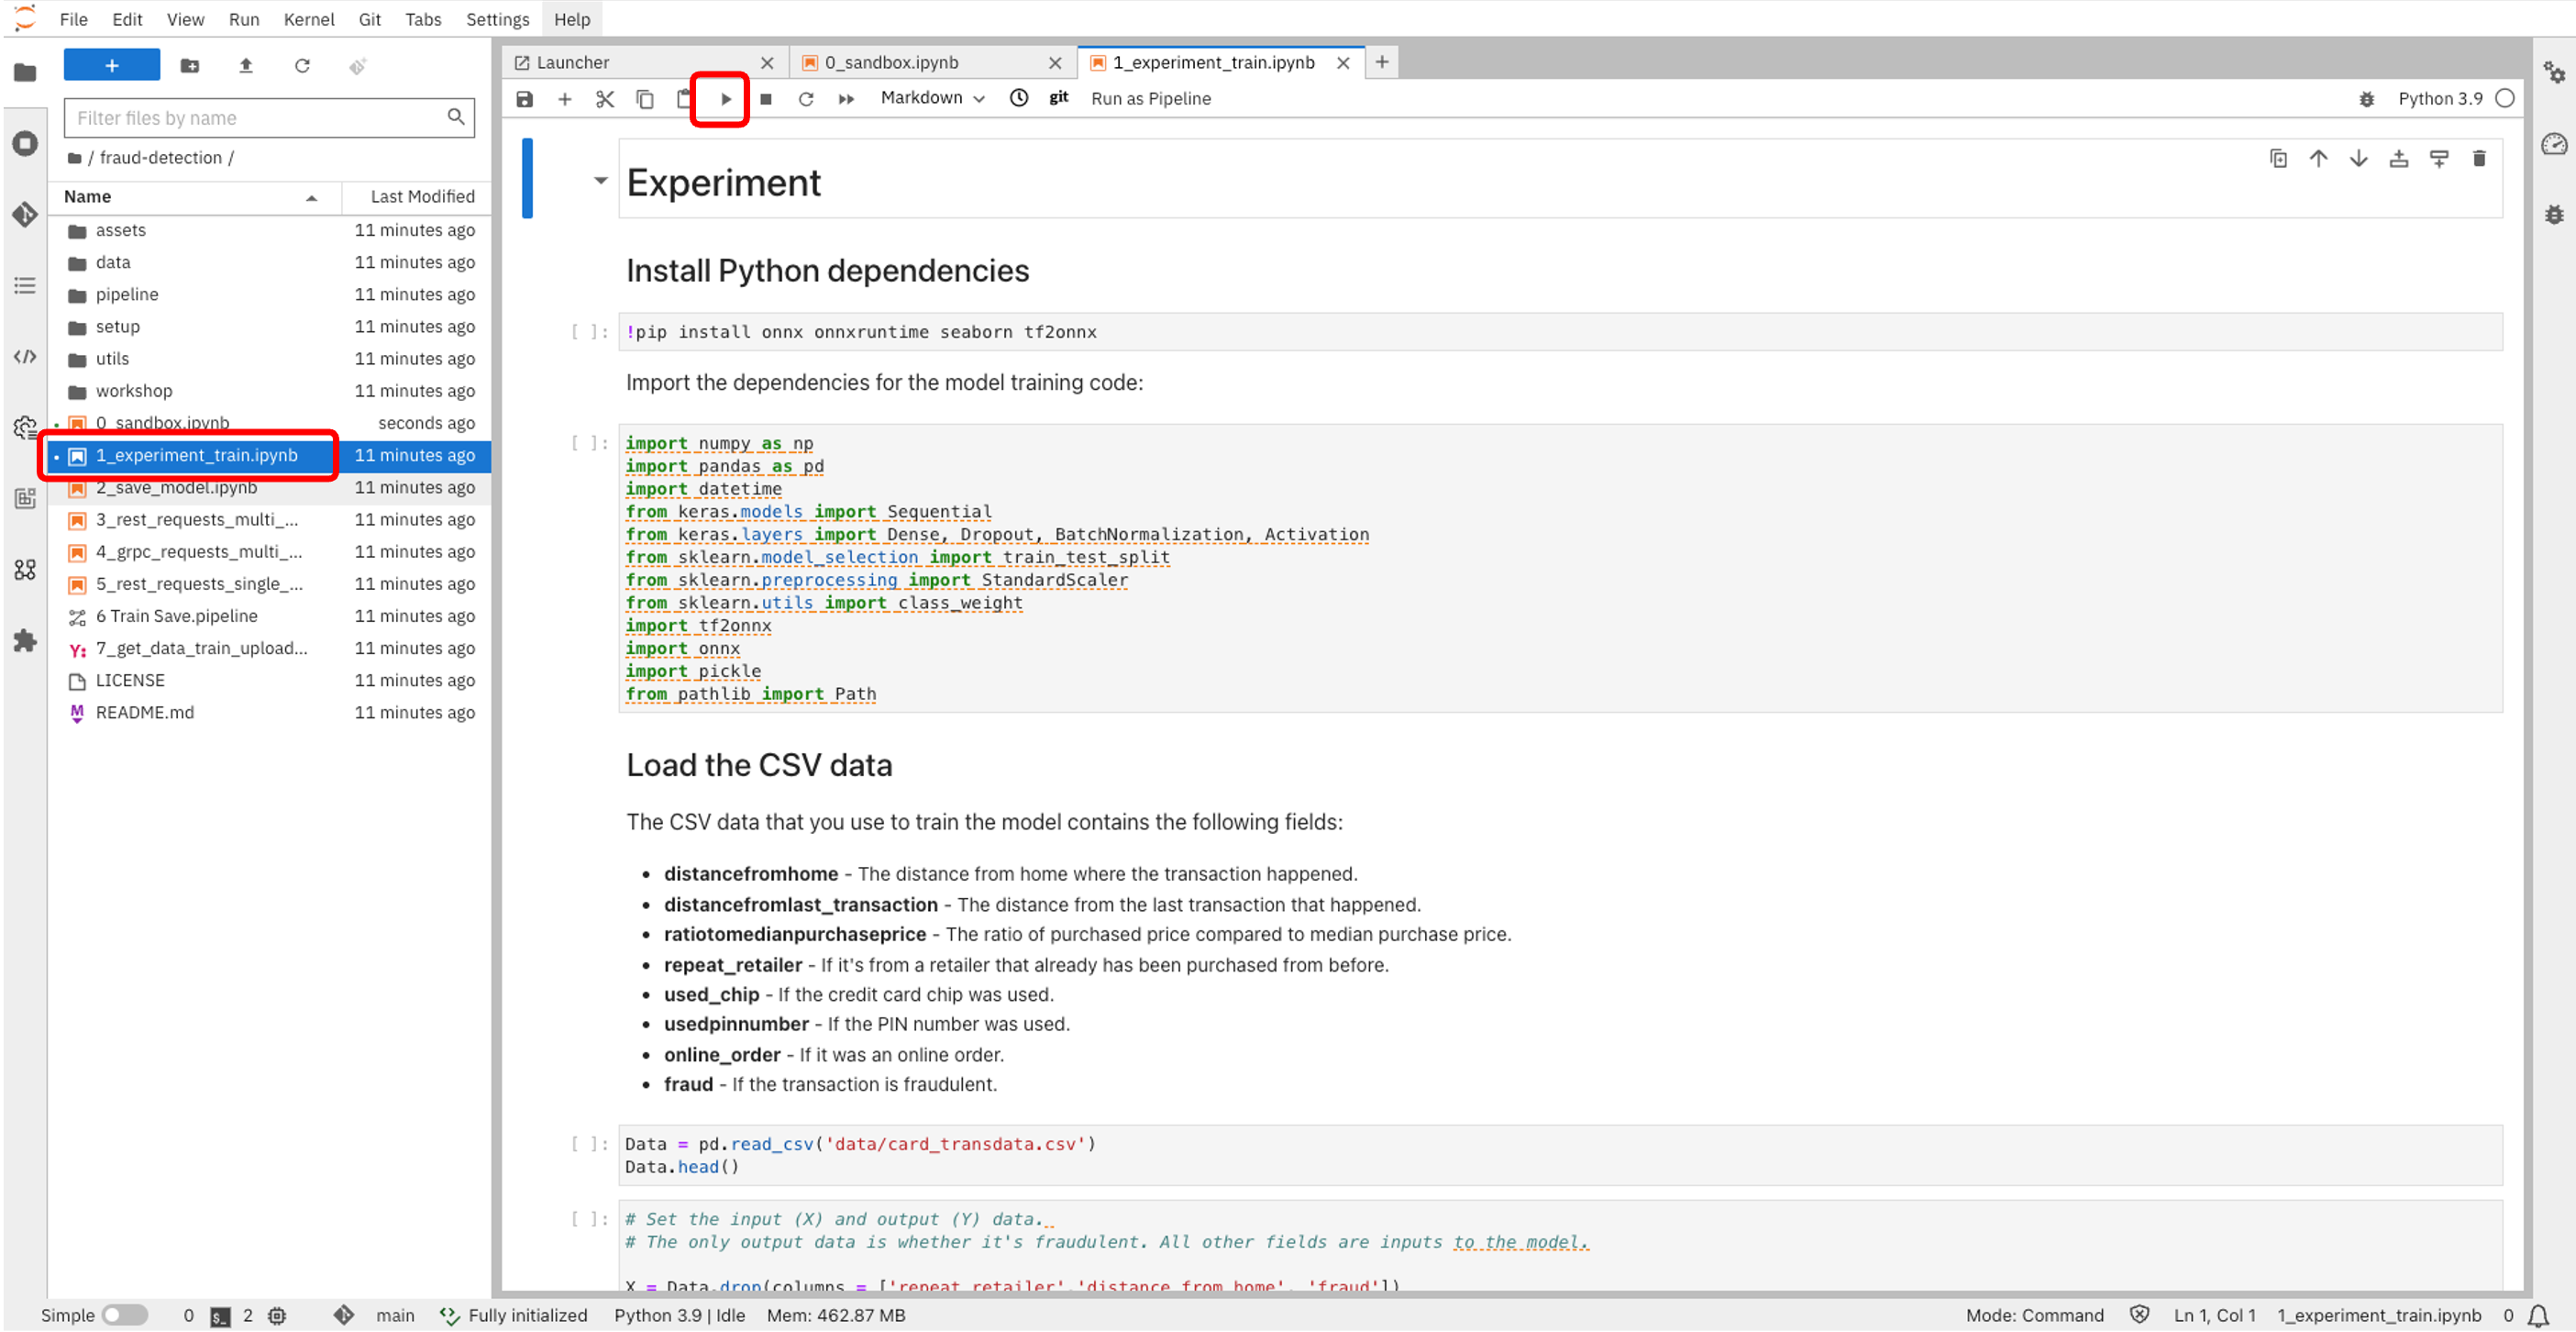 File Edit View Run Kernel Git Tabs Settings Help
+
Filter files by name
/ fraud-detection /
Name Last Modified
assets 11 minutes ago
data 11 minutes ago
pipeline 11 minutes ago
setup 11 minutes ago
utils 11 minutes ago
workshop 11 minutes ago
0_sandbox.ipynb seconds ago
1_experiment_train.ipynb 11 minutes ago
2_save_model.ipynb 11 minutes ago
3_rest_requests_multi_... 11 minutes ago
4_grpc_requests_multi_... 11 minutes ago
5_rest_requests_single_... 11 minutes ago
6 Train Save.pipeline 11 minutes ago
Y: 7_get_data_train_upload... 11 minutes ago
LICENSE 11 minutes ago
M README.md 11 minutes ago
Launcher 0_sandbox.ipynb 1_experiment_train.ipynb +
Markdown git Run as Pipeline Python 3.9
Experiment
Install Python dependencies
[ ]: !pip install onnx onnxruntime seaborn tf2onnx
Import the dependencies for the model training code:
[ ]: import numpy as np
import pandas as pd
import datetime
from keras.models import Sequential
from keras.layers import Dense, Dropout, BatchNormalization, Activation
from sklearn.model_selection import train_test_split
from sklearn.preprocessing import StandardScaler
from sklearn.utils import class_weight
import tf2onnx
import onnx
import pickle
from pathlib import Path
Load the CSV data
The CSV data that you use to train the model contains the following fields:
• distancefromhome - The distance from home where the transaction happened.
• distancefromlast_transaction - The distance from the last transaction that happened.
• ratiotomedianpurchaseprice - The ratio of purchased price compared to median purchase price.
• repeat_retailer - If it's from a retailer that already has been purchased from before.
• used_chip - If the credit card chip was used.
• usedpinnumber - If the PIN number was used.
• online_order - If it was an online order.
• fraud - If the transaction is fraudulent.
[ ]: Data = pd.read_csv('data/card_transdata.csv')
Data.head()
[ ]: # Set the input (X) and output (Y) data.
# The only output data is whether it's fraudulent. All other fields are inputs to the model.
X = Data.drop(columns = ['repeat_retailer','distance_from_home', 'fraud'])
Simple 0 $_ 2 main Fully initialized Python 3.9 | Idle Mem: 462.87 MB Mode: Command Ln 1, Col 1 1_experiment_train.ipynb 0